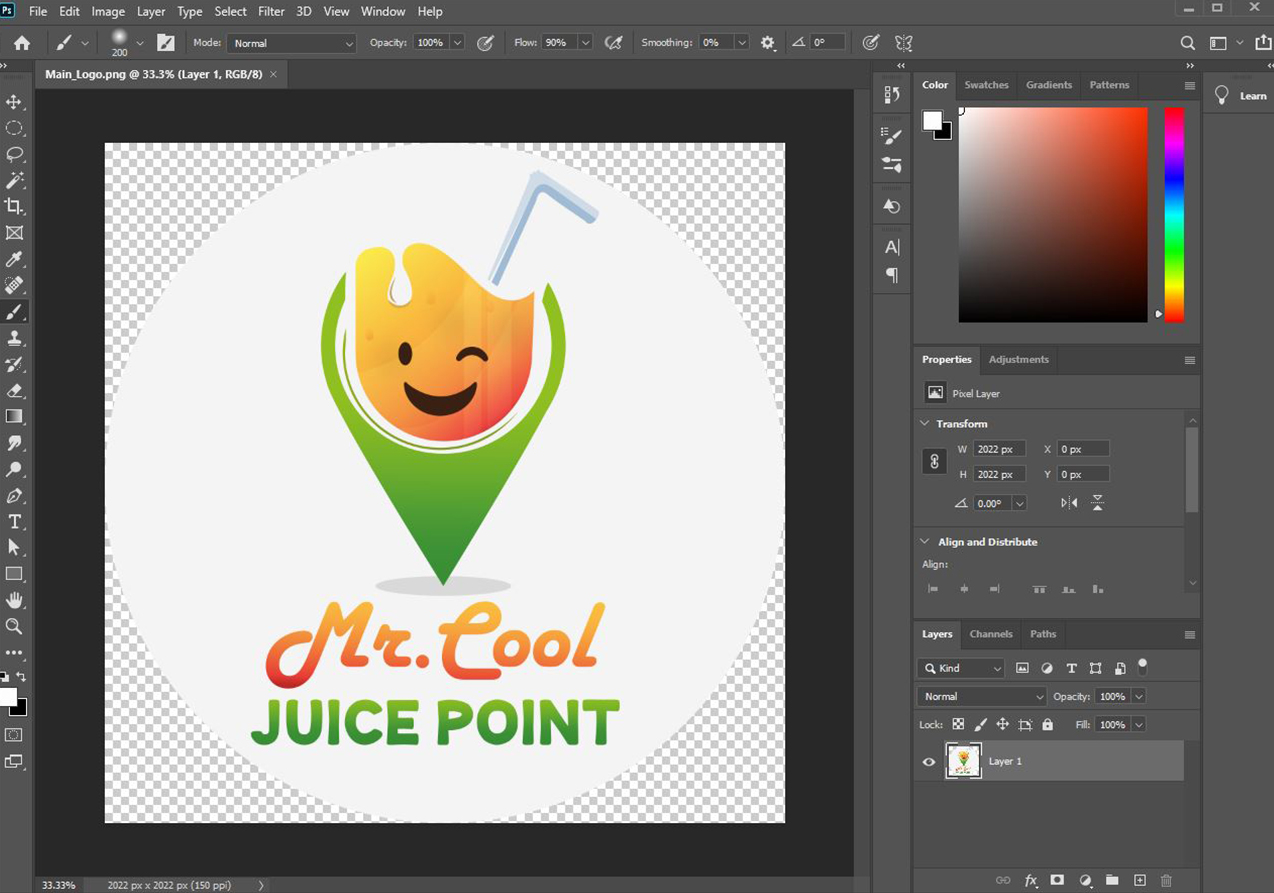 Ps File Edit Image Layer Type Select Filter 3D View Window Help
200 Mode: Normal Opacity: 100% Flow: 90% Smoothing: 0% 0°
Main_Logo.png @ 33.3% (Layer 1, RGB/8) ×
Color Swatches Gradients Patterns
Learn
Mr. Cool
JUICE POINT
A
Properties Adjustments
Pixel Layer
Transform
W 2022 px X 0 px
H 2022 px Y 0 px
0.00°
Align and Distribute
Align:
Layers Channels Paths
Kind
Normal Opacity: 100%
Lock: Fill: 100%
Layer 1
fx
33.33% 2022 px x 2022 px (150 ppi)